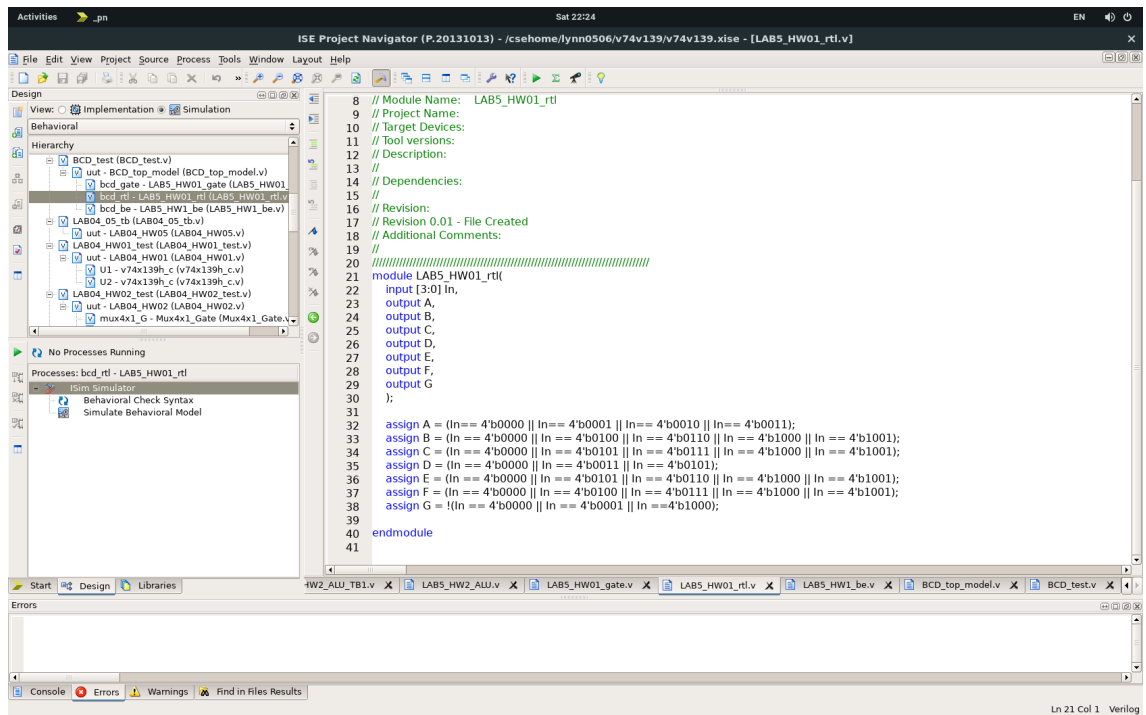 Activities _pn Sat 22:24 EN
ISE Project Navigator (P.20131013) - /csehome/lynn0506/v74v139/v74v139.xise - [LAB5_HW01_rtl.v]
File Edit View Project Source Process Tools Window Layout Help
Design
View: Implementation Simulation
Behavioral
Hierarchy
BCD_test (BCD_test.v)
uut - BCD_top_model (BCD_top_model.v)
bcd_gate - LAB5_HW01_gate (LAB5_HW01_
bcd_rtl - LAB5_HW01_rtl (LAB5_HW01_rtl.v
bcd_be - LAB5_HW1_be (LAB5_HW1_be.v)
LAB04_05_tb (LAB04_05_tb.v)
uut - LAB04_HW05 (LAB04_HW05.v)
LAB04_HW01_test (LAB04_HW01_test.v)
uut - LAB04_HW01 (LAB04_HW01.v)
U1 - v74x139h_c (v74x139h_c.v)
U2 - v74x139h_c (v74x139h_c.v)
LAB04_HW02_test (LAB04_HW02_test.v)
uut - LAB04_HW02 (LAB04_HW02.v)
mux4x1_G - Mux4x1_Gate (Mux4x1_Gate.v
No Processes Running
Processes: bcd_rtl - LAB5_HW01_rtl
ISim Simulator
Behavioral Check Syntax
Simulate Behavioral Model
Start Design Libraries
8 // Module Name: LAB5_HW01_rtl
9 // Project Name:
10 // Target Devices:
11 // Tool versions:
12 // Description:
13 //
14 // Dependencies:
15 //
16 // Revision:
17 // Revision 0.01 - File Created
18 // Additional Comments:
19 //
20 //////////////////////////////////////////////////////////////////////////////////
21 module LAB5_HW01_rtl(
22 input [3:0] In,
23 output A,
24 output B,
25 output C,
26 output D,
27 output E,
28 output F,
29 output G
30 );
31
32 assign A = (In== 4'b0000 || In== 4'b0001 || In== 4'b0010 || In== 4'b0011);
33 assign B = (In == 4'b0000 || In == 4'b0100 || In == 4'b0110 || In == 4'b1000 || In == 4'b1001);
34 assign C = (In == 4'b0000 || In == 4'b0101 || In == 4'b0111 || In == 4'b1000 || In == 4'b1001);
35 assign D = (In == 4'b0000 || In == 4'b0011 || In == 4'b0101);
36 assign E = (In == 4'b0000 || In == 4'b0101 || In == 4'b0110 || In == 4'b1000 || In == 4'b1001);
37 assign F = (In == 4'b0000 || In == 4'b0100 || In == 4'b0111 || In == 4'b1000 || In == 4'b1001);
38 assign G = !(In == 4'b0000 || In == 4'b0001 || In ==4'b1000);
39
40 endmodule
41
HW2_ALU_TB1.v LAB5_HW2_ALU.v LAB5_HW01_gate.v LAB5_HW01_rtl.v LAB5_HW1_be.v BCD_top_model.v BCD_test.v
Errors
Console Errors Warnings Find in Files Results
Ln 21 Col 1 Verilog